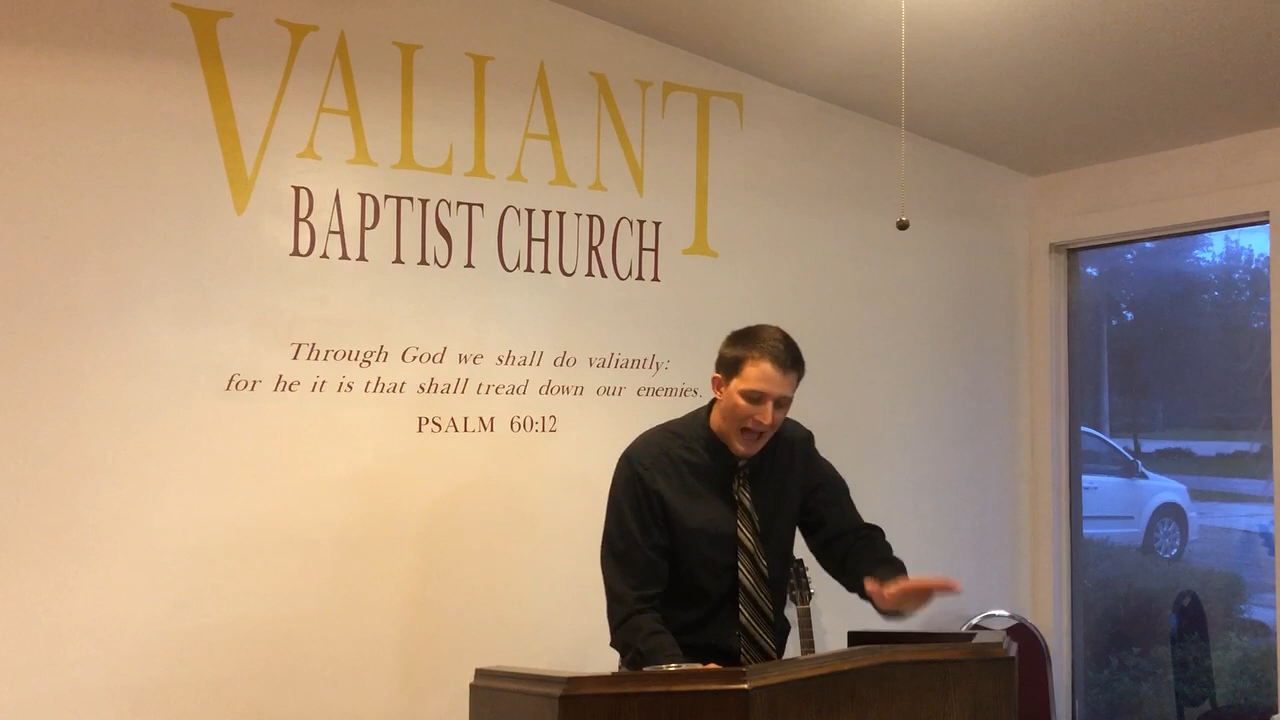 VALIANT
BAPTIST CHURCH
Through God we shall do valiantly:
for he it is that shall tread down our enemies.
PSALM 60:12